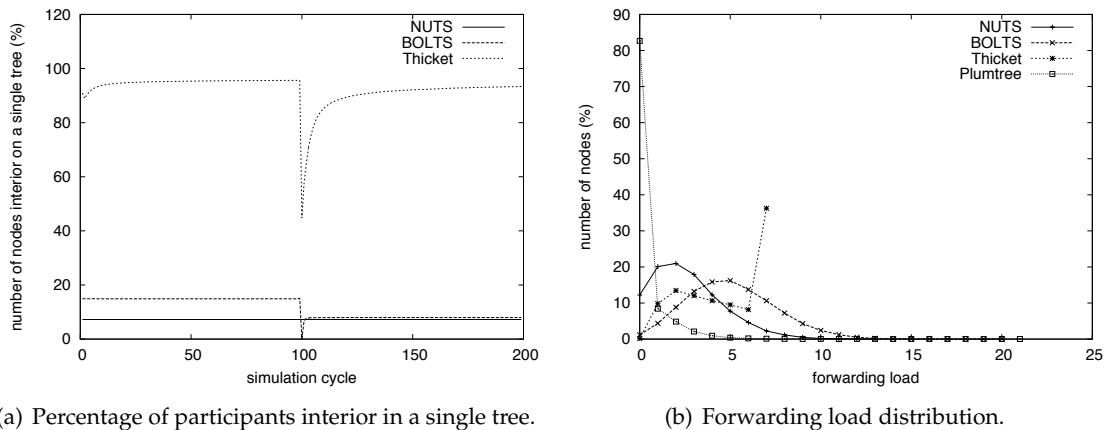 120
100
80
60
40
20
0
0 50 100 150 200
number of nodes interior on a single tree (%)
simulation cycle
NUTS
BOLTS
Thicket
(a) Percentage of participants interior in a single tree.
90
80
70
60
50
40
30
20
10
0
0 5 10 15 20 25
number of nodes (%)
forwarding load
NUTS
BOLTS
Thicket
Plumtree
(b) Forwarding load distribution.